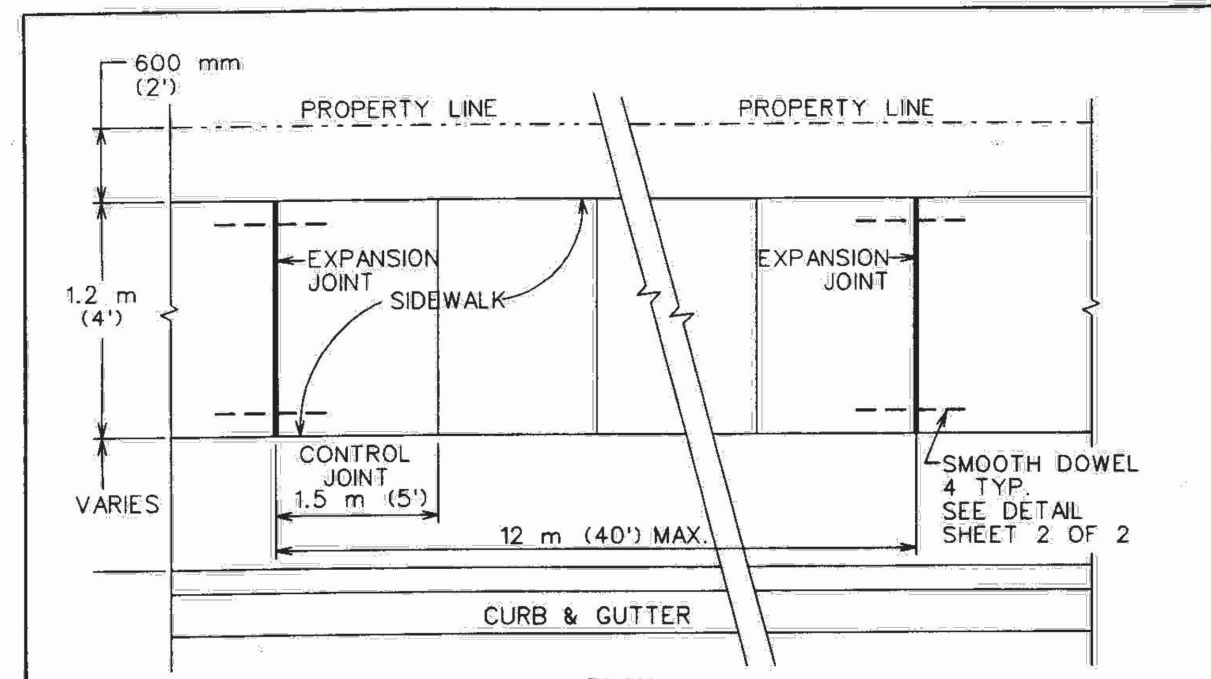 600 mm
(2')
PROPERTY LINE
PROPERTY LINE
EXPANSION
JOINT
EXPANSION
JOINT
SIDEWALK
1.2 m
(4')
CONTROL
JOINT
1.5 m (5')
VARIES
SMOOTH DOWEL
4 TYP.
SEE DETAIL
SHEET 2 OF 2
12 m (40') MAX.
CURB & GUTTER